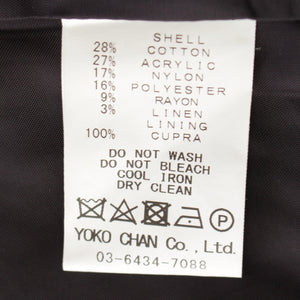 SHELL
28% COTTON
27% ACRYLIC
17% NYLON
16% POLYESTER
9% RAYON
3% LINEN
LINING
100% CUPRA
DO NOT WASH
DO NOT BLEACH
COOL IRON
DRY CLEAN
P
YOKO CHAN Co., Ltd.
03-6434-7088